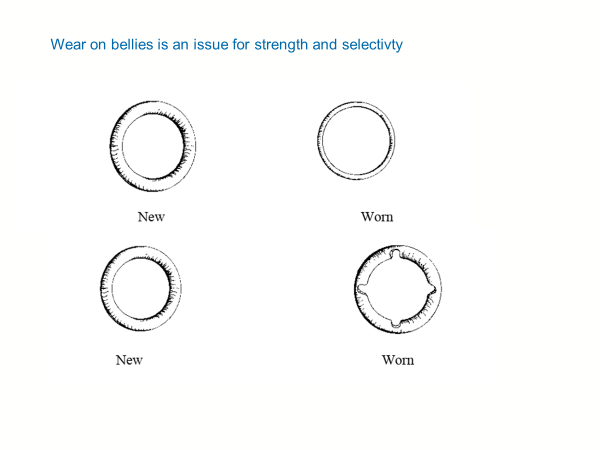 Wear on bellies is an issue for strength and selectivty
New
Worn
New
Worn